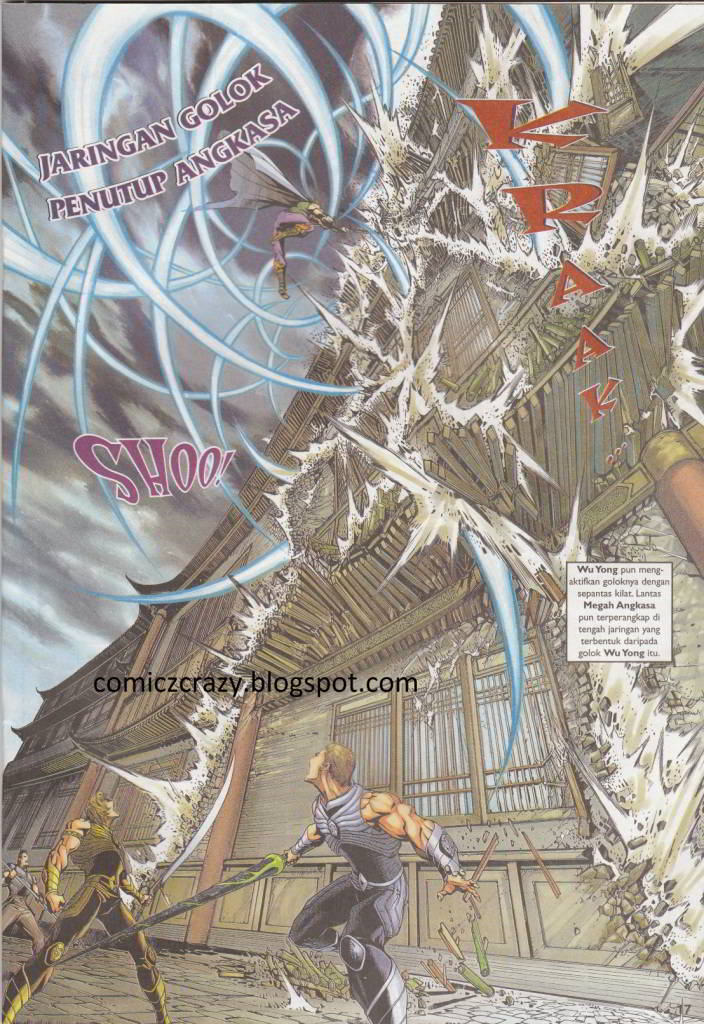 JARINGAN GOLOK
PENUTUP ANGKASA
KRAAK...
SHOO!
Wu Yong pun meng-
aktifkan goloknya dengan
sepantas kilat. Lantas
Megah Angkasa
pun terperangkap di
tengah jaringan yang
terbentuk daripada
golok Wu Yong itu.
comiczcrazy.blogspot.com